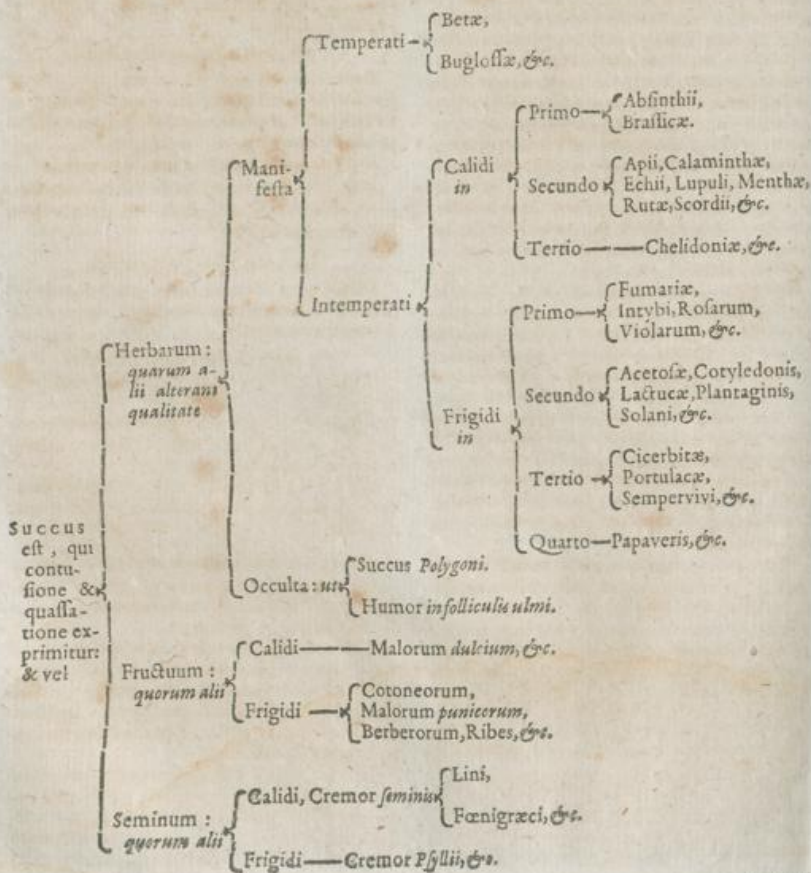 Succus
est, qui
contu-
sione &
quassa-
tione ex-
primitur:
& vel
Herbarum:
quarum a-
lii alterant
qualitate
Mani-
festa
Temperati
Betæ,
Buglossæ, &c.
Intemperati
Calidi
in
Primo
Absinthii,
Brassicæ.
Secundo
Apii, Calaminthæ,
Echii, Lupuli, Menthæ,
Rutæ, Scordii, &c.
Tertio
Chelidoniæ, &c.
Frigidi
in
Primo
Fumariæ,
Intybi, Rosarum,
Violarum, &c.
Secundo
Acetosæ, Cotyledonis,
Lactucæ, Plantaginis,
Solani, &c.
Tertio
Cicerbitæ,
Portulacæ,
Sempervivi, &c.
Quarto
Papaveris, &c.
Occulta: ut
Succus Polygoni.
Humor in folliculis ulmi.
Fructuum:
quorum alii
Calidi
Malorum dulcium, &c.
Frigidi
Cotoneorum,
Malorum punicorum,
Berberorum, Ribes, &c.
Seminum:
quorum alii
Calidi, Cremor seminis
Lini,
Fœnigræci, &c.
Frigidi
Cremor Psyllii, &c.